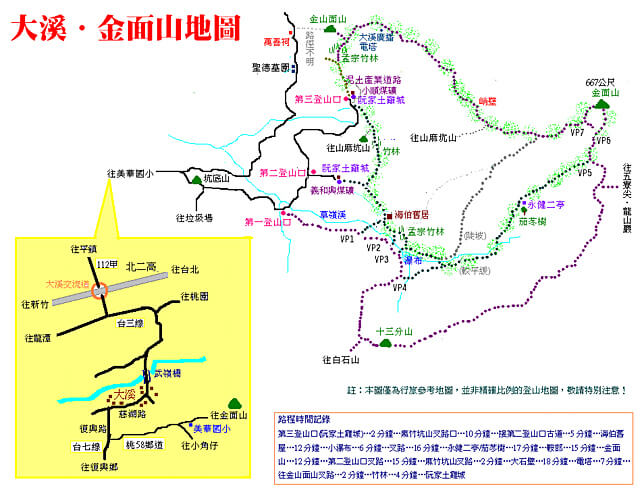 大溪・金面山地圖
金山面山
大溪廣播
電塔
孟宗竹林
路徑不明
萬善祠
聖德基園
泥土產業道路
小順煤礦
阮家土雞城
第三登山口
往山麻坑山
竹林
往山麻坑山
峭壁
667公尺
金面山
VP7
VP6
VP5
往五寮尖・龍山巖
往美華國小
坑底山
第二登山口
阮家土雞城
義和興煤礦
往垃圾場
第一登山口
草嶺溪
VP1
VP2
VP3
VP4
海伯舊居
孟宗竹林
瀑布
(陡坡)
(較平緩)
永健二亭
茄苳樹
十三分山
往白石山
往平鎮
112甲
北二高
往台北
大溪交流道
往新竹
往桃園
往龍潭
台三線
武嶺橋
大溪
慈湖路
往金面山
美華國小
復興路
台七線
桃58鄉道
往小角仔
往復興鄉
註：本圖僅為行旅參考地圖，並非精確比例的登山地圖，敬請特別注意！
路程時間記錄
第三登山口(阮家土雞城)…2分鐘…麻竹坑山叉路口…10分鐘…接第二登山口古道…5分鐘…海伯舊
屋…12分鐘…小瀑布…6分鐘…叉路…16分鐘…永健二亭/茄苳樹…17分鐘…鞍部…15分鐘…金面
山…12分鐘…第二登山口叉路…15分鐘…麻竹坑山叉路…2分鐘…大石壁…18分鐘…電塔…7分鐘…
往金山面山叉路…2分鐘…竹林…4分鐘…阮家土雞城